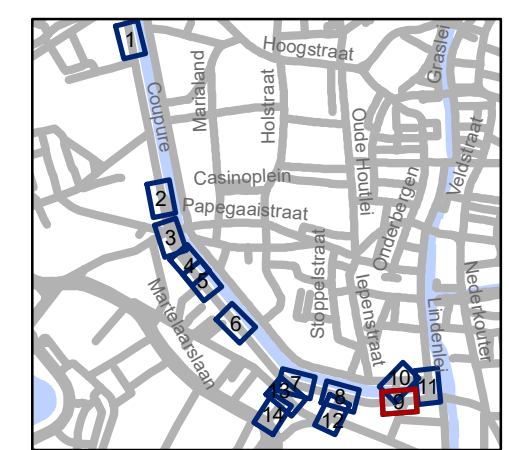 1
Hoogstraat
Graslei
Coupure
Marialand
Holstraat
Oude Houtlei
Veldstraat
Casinoplein
2
Papegaaistraat
Onderbergen
3
4
5
Stoppelstraat
Iepenstraat
Nederkouter
Martelaarslaan
6
Lindenlei
7
13
8
10
11
9
14
12